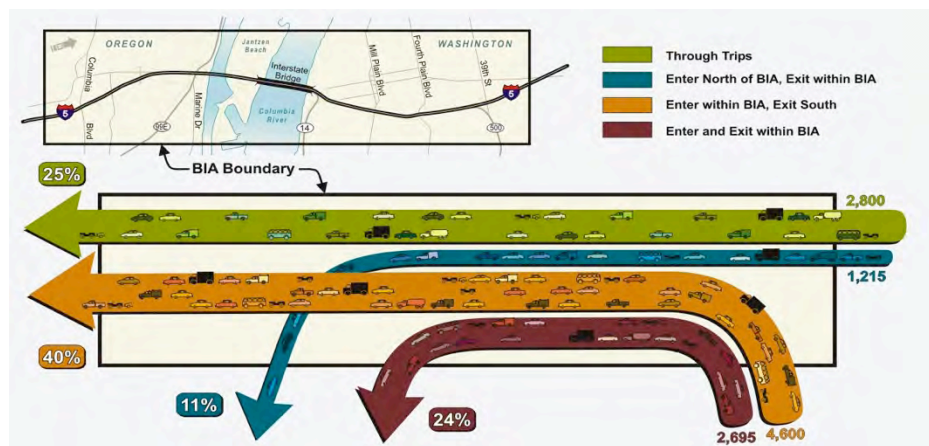 OREGON
Jantzen
Beach
WASHINGTON
Interstate
Bridge
Columbia
Blvd
5
99E
Marine Dr
Columbia
River
14
Mill Plain Blvd
Fourth Plain Blvd
39th St
500
5
BIA Boundary
Through Trips
Enter North of BIA, Exit within BIA
Enter within BIA, Exit South
Enter and Exit within BIA
25%
2,800
1,215
40%
11%
24%
2,695
4,600